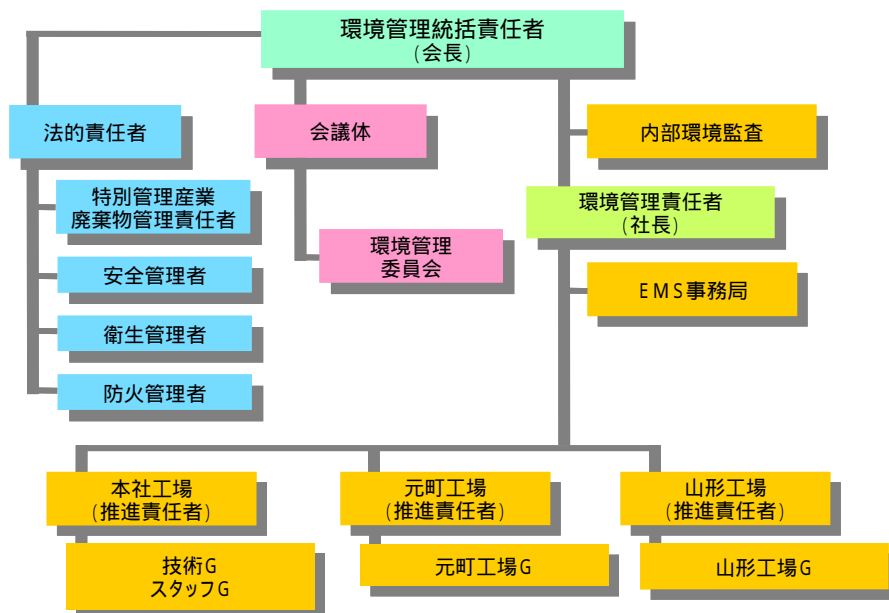 環境管理統括責任者
(会長)
法的責任者
会議体
内部環境監査
特別管理産業
廃棄物管理責任者
環境管理責任者
(社長)
環境管理
委員会
安全管理者
EMS事務局
衛生管理者
防火管理者
本社工場
(推進責任者)
元町工場
(推進責任者)
山形工場
(推進責任者)
技術G
スタッフG
元町工場G
山形工場G